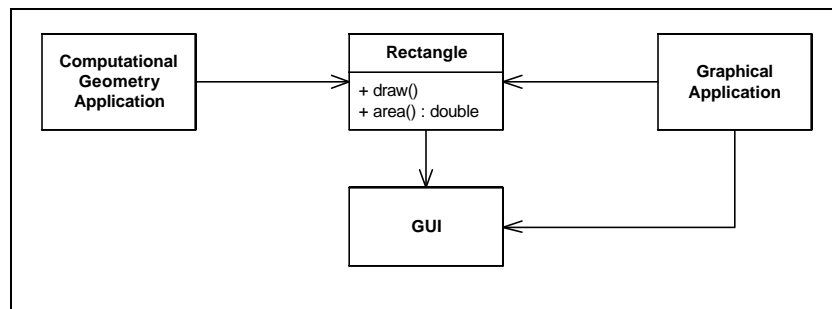 Computational
Geometry
Application
Rectangle
+ draw()
+ area() : double
Graphical
Application
GUI